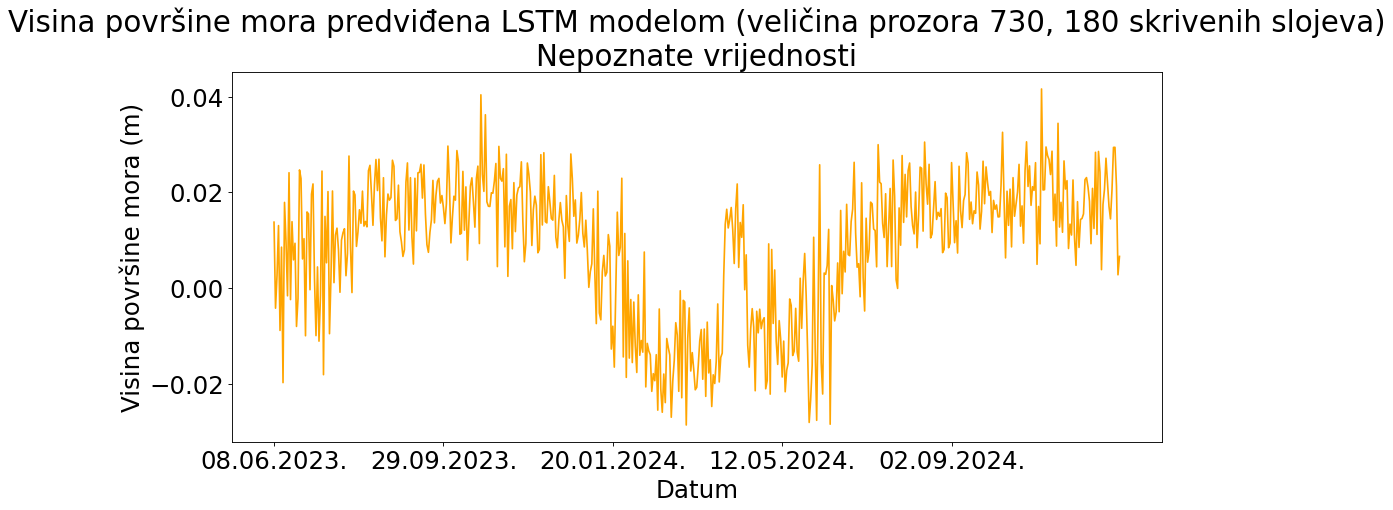 Visina površine mora predviđena LSTM modelom (veličina prozora 730, 180 skrivenih slojeva)
Nepoznate vrijednosti
Visina površine mora (m)
0.04
0.02
0.00
−0.02
08.06.2023. 29.09.2023. 20.01.2024. 12.05.2024. 02.09.2024.
Datum